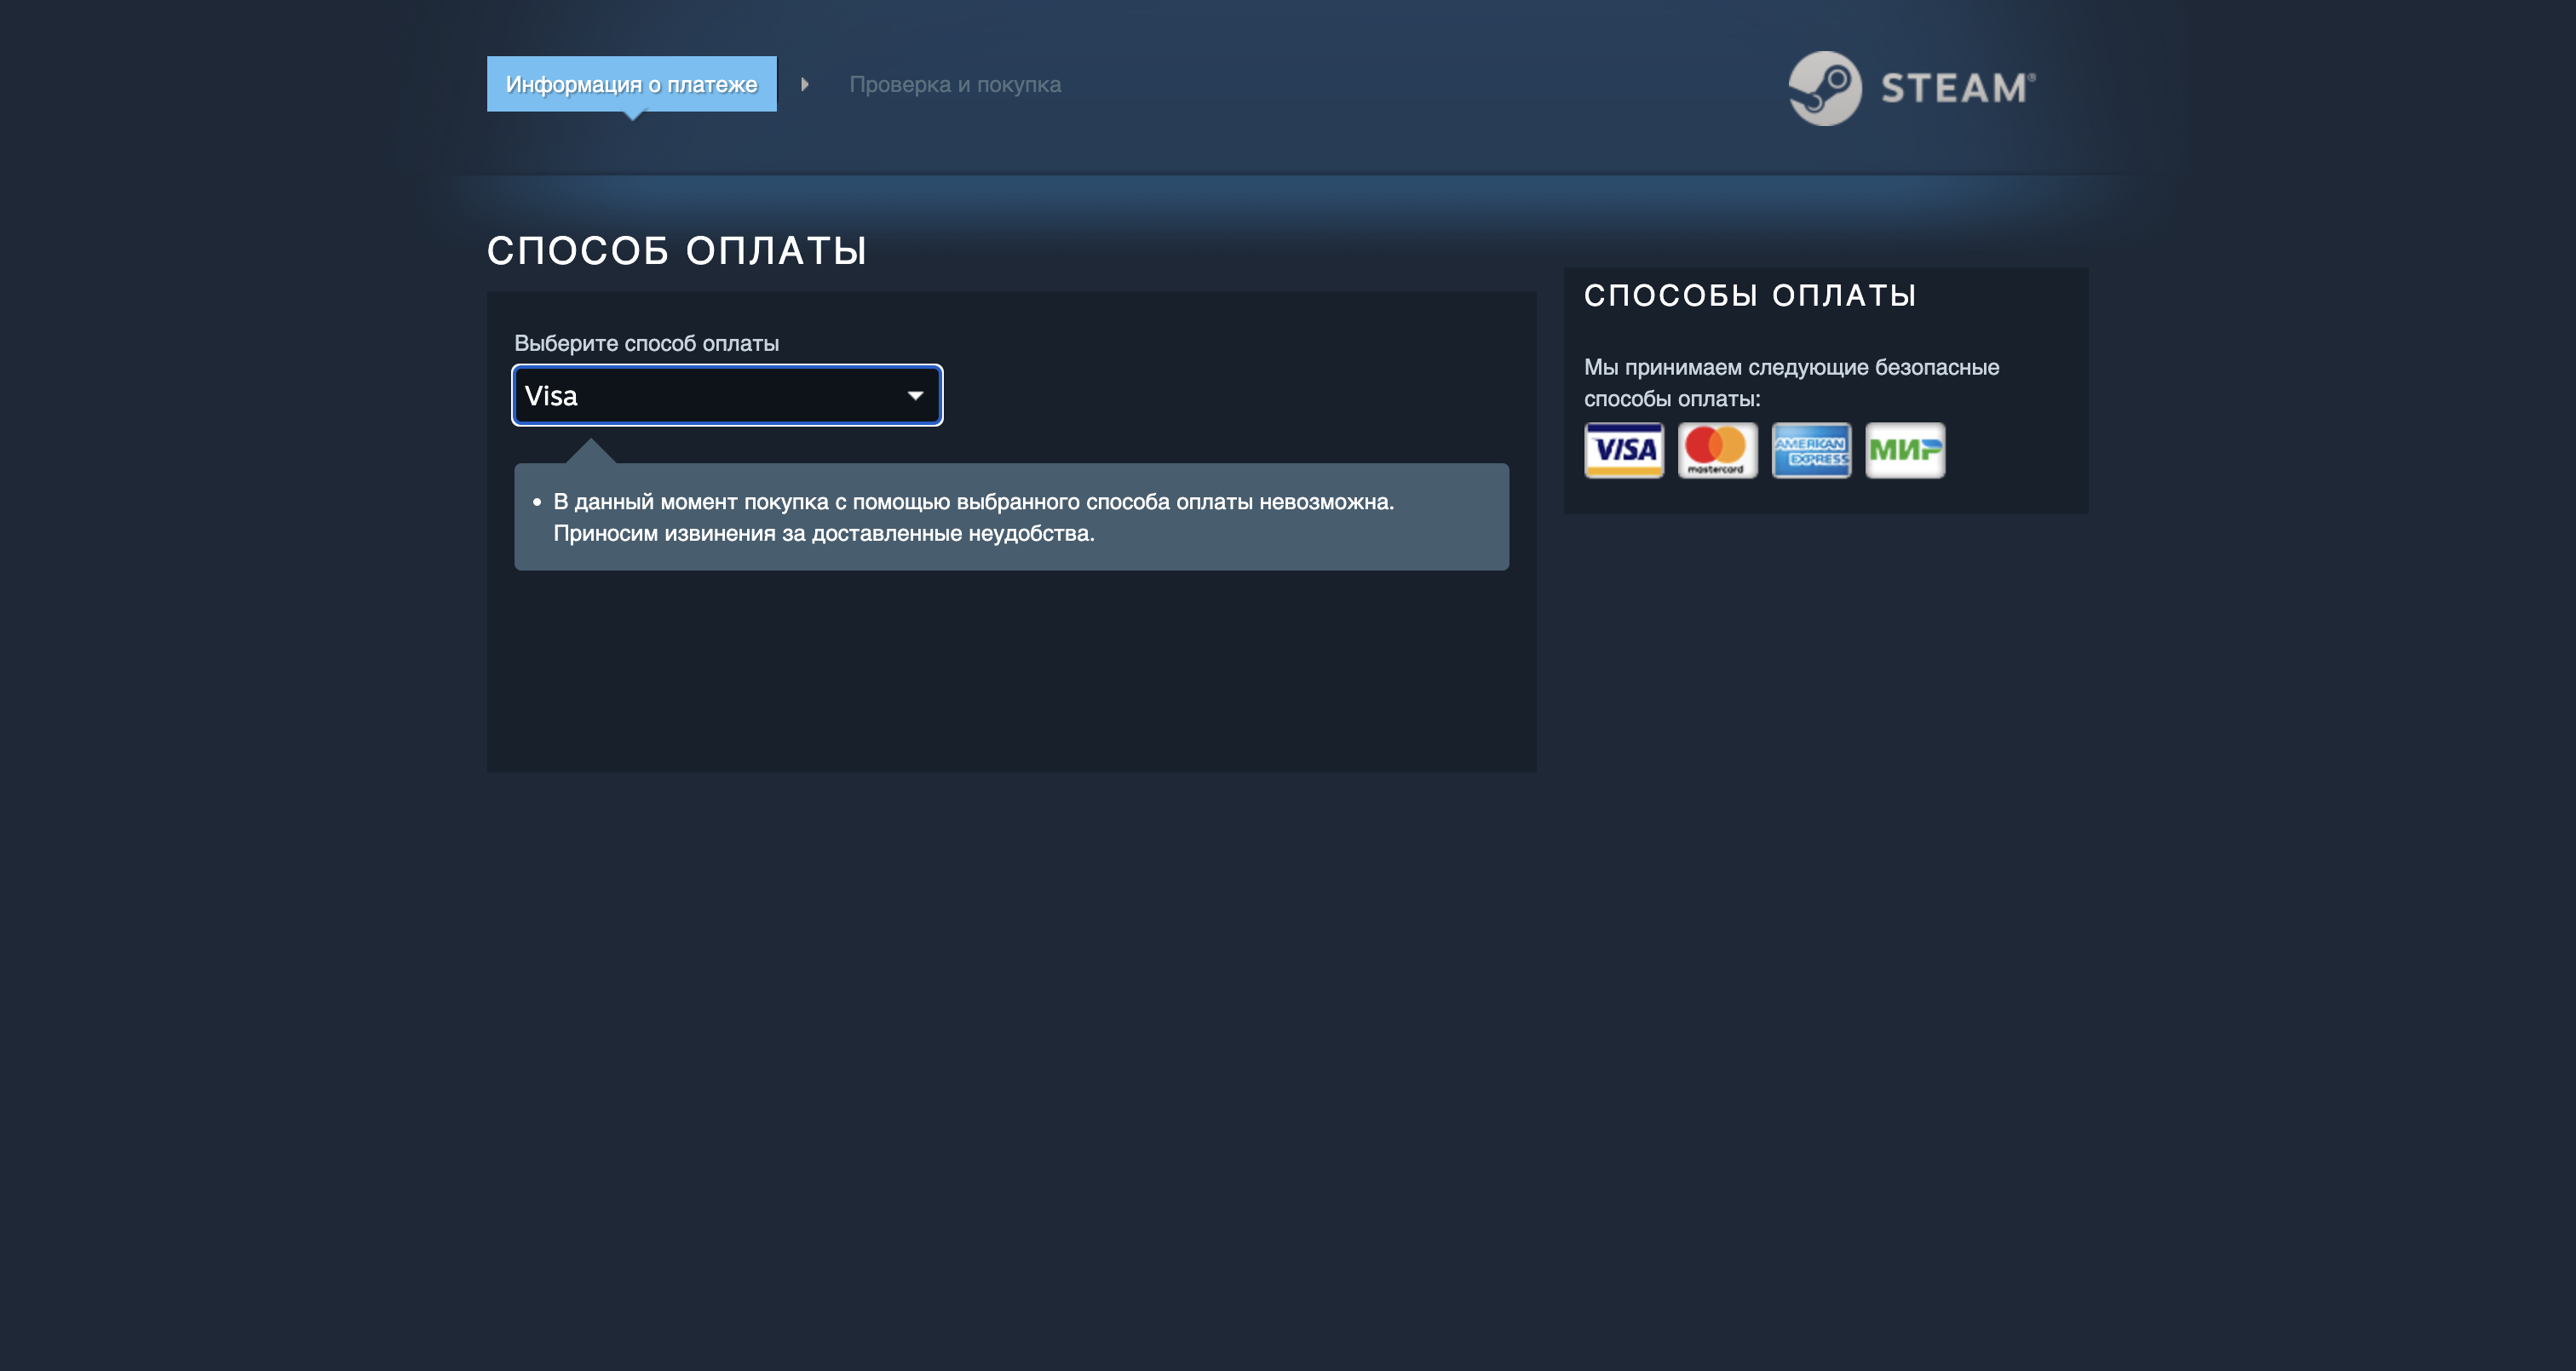 Информация о платеже
Проверка и покупка
STEAM®
СПОСОБ ОПЛАТЫ
Выберите способ оплаты
Visa
В данный момент покупка с помощью выбранного способа оплаты невозможна.
Приносим извинения за доставленные неудобства.
СПОСОБЫ ОПЛАТЫ
Мы принимаем следующие безопасные
способы оплаты:
VISA
mastercard
AMERICAN
EXPRESS
МИР